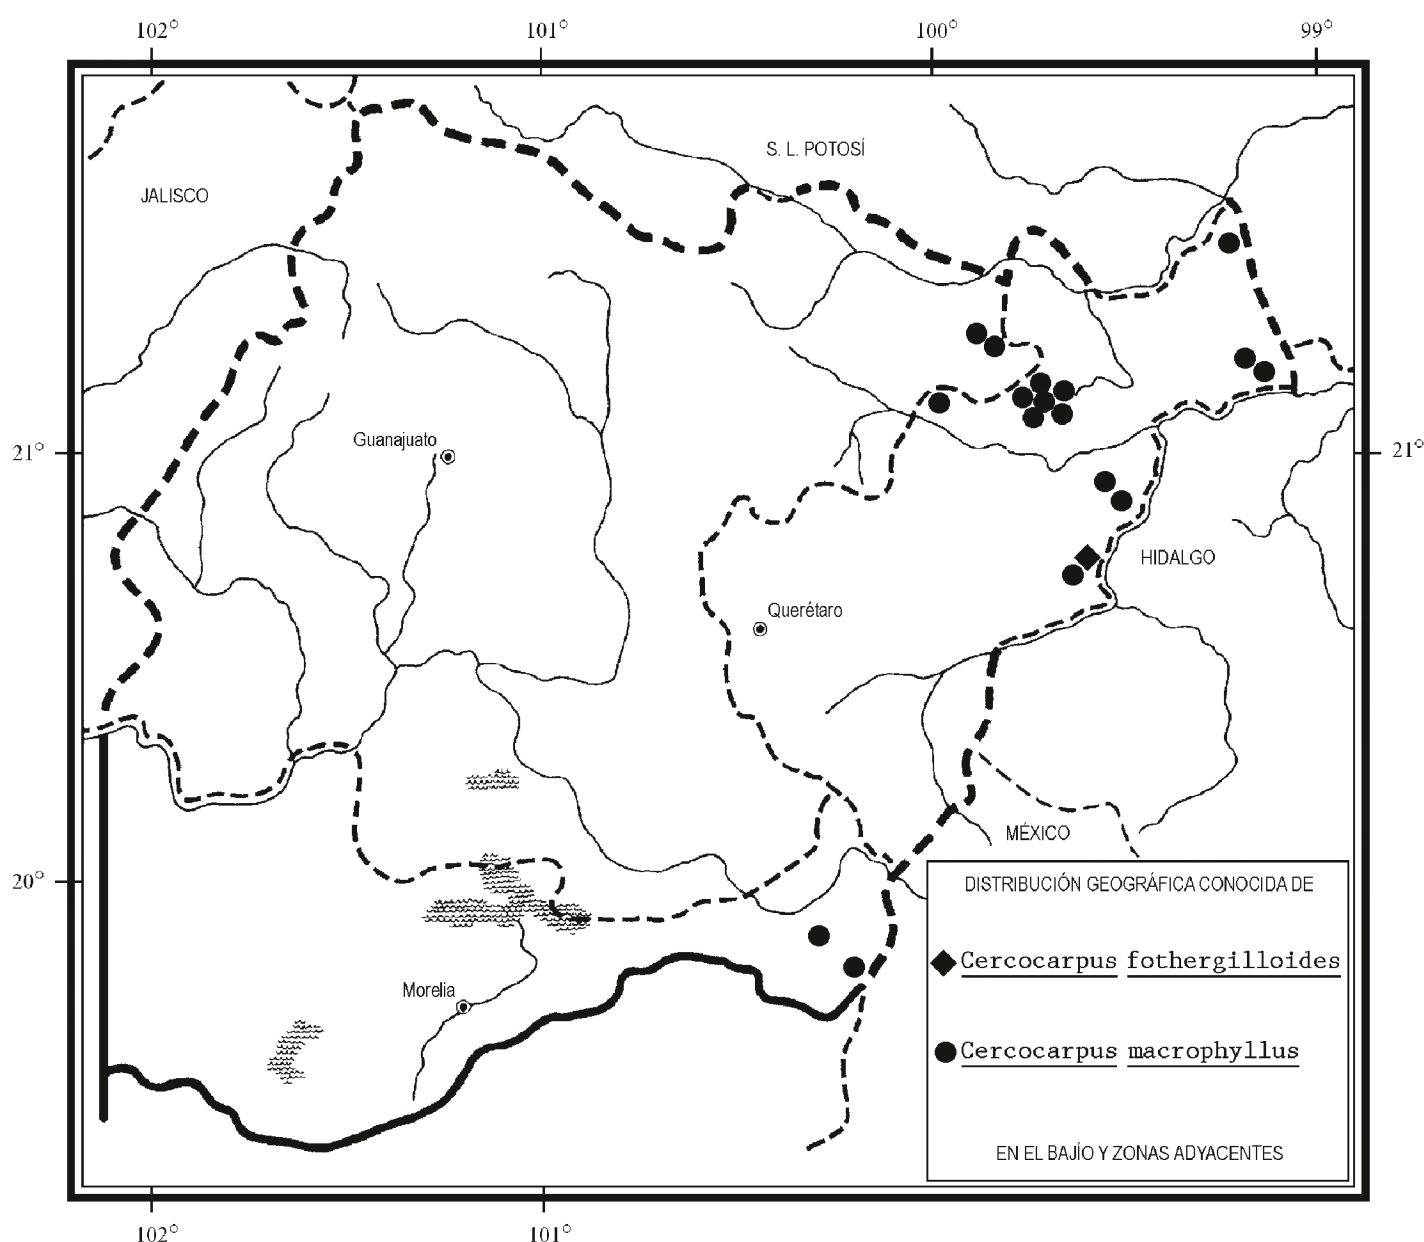 102° 101° 100° 99°
S. L. POTOSÍ
JALISCO
Guanajuato
21° 21°
HIDALGO
Querétaro
MÉXICO
20°
DISTRIBUCIÓN GEOGRÁFICA CONOCIDA DE
Cercocarpus fothergilloides
Morelia
Cercocarpus macrophyllus
EN EL BAJÍO Y ZONAS ADYACENTES
102° 101°